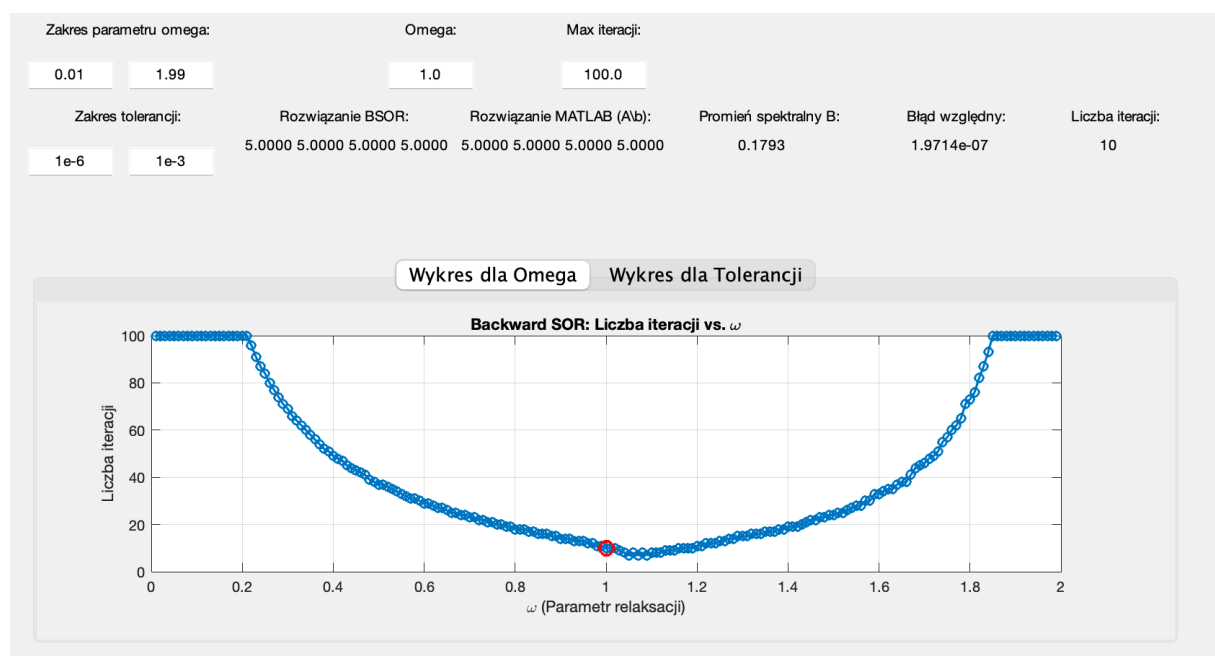 Zakres parametru omega:
Omega:
Max iteracji:
0.01
1.99
1.0
100.0
Zakres tolerancji:
Rozwiązanie BSOR:
Rozwiązanie MATLAB (A\b):
Promień spektralny B:
Błąd względny:
Liczba iteracji:
1e-6
1e-3
5.0000 5.0000 5.0000 5.0000
5.0000 5.0000 5.0000 5.0000
0.1793
1.9714e-07
10
Wykres dla Omega
Wykres dla Tolerancji
Backward SOR: Liczba iteracji vs. ω
Liczba iteracji
100
80
60
40
20
0
0
0.2
0.4
0.6
0.8
1
1.2
1.4
1.6
1.8
2
ω (Parametr relaksacji)